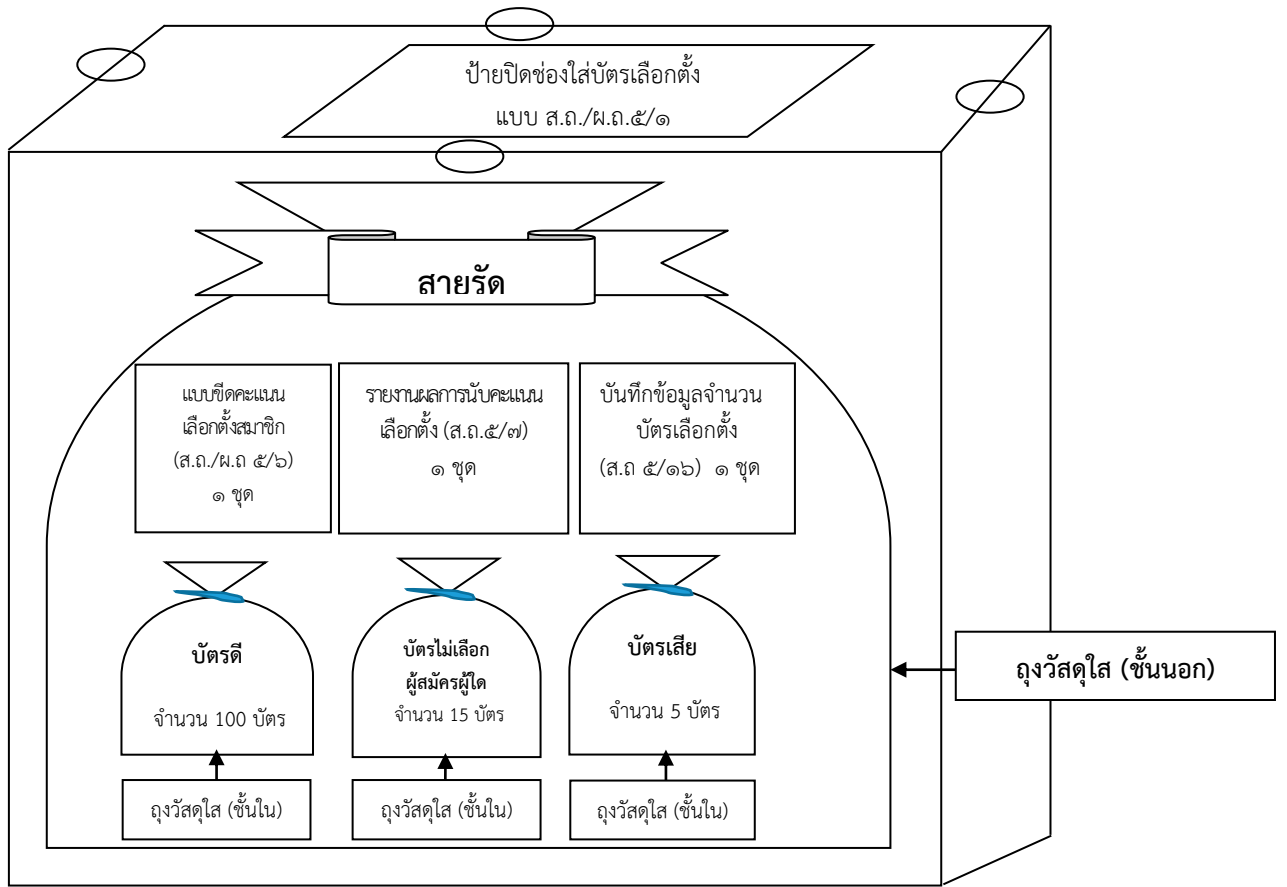 ป้ายปิดช่องใส่บัตรเลือกตั้ง
แบบ ส.ถ./ผ.ถ.๕/๑
สายรัด
แบบขีดคะแนน
เลือกตั้งสมาชิก
(ส.ถ./ผ.ถ ๕/๖)
๑ ชุด
รายงานผลการนับคะแนน
เลือกตั้ง (ส.ถ.๕/๗)
๑ ชุด
บันทึกข้อมูลจำนวน
บัตรเลือกตั้ง
(ส.ถ ๕/๑๖) ๑ ชุด
บัตรดี
จำนวน 100 บัตร
บัตรไม่เลือก
ผู้สมัครผู้ใด
จำนวน 15 บัตร
บัตรเสีย
จำนวน 5 บัตร
ถุงวัสดุใส (ชั้นนอก)
ถุงวัสดุใส (ชั้นใน)
ถุงวัสดุใส (ชั้นใน)
ถุงวัสดุใส (ชั้นใน)